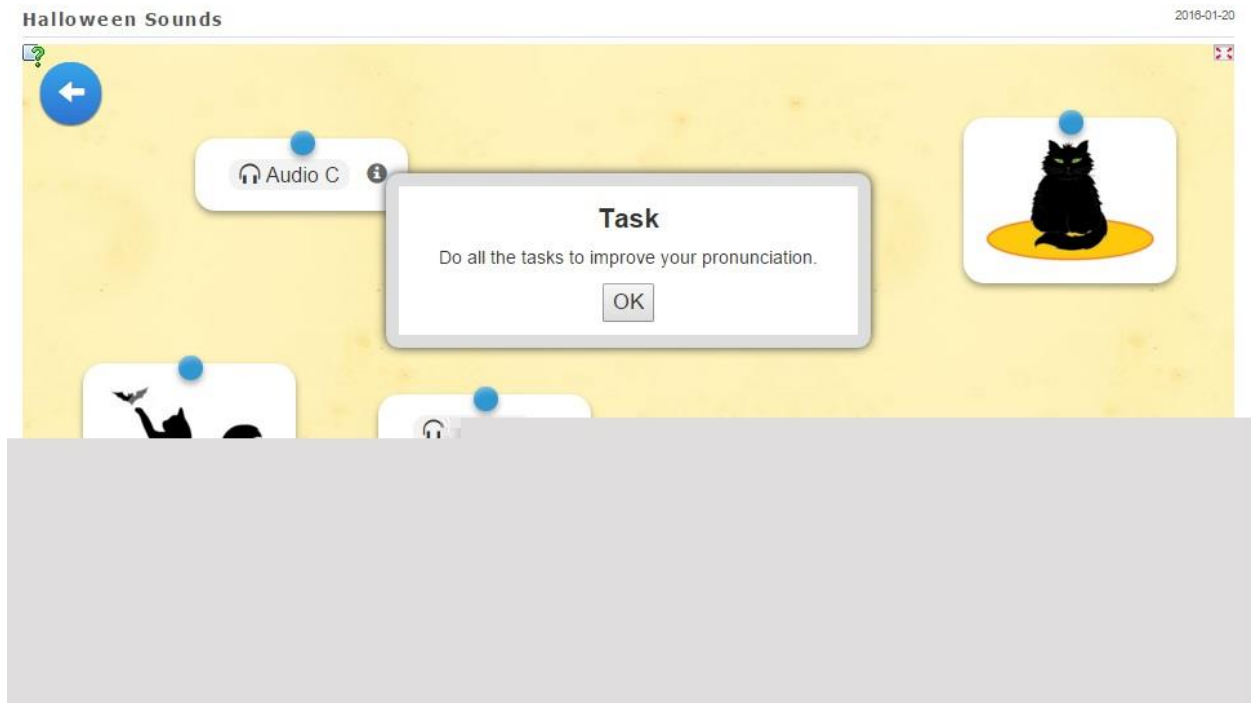 Halloween Sounds
2016-01-20
Audio C
Task
Do all the tasks to improve your pronunciation.
OK